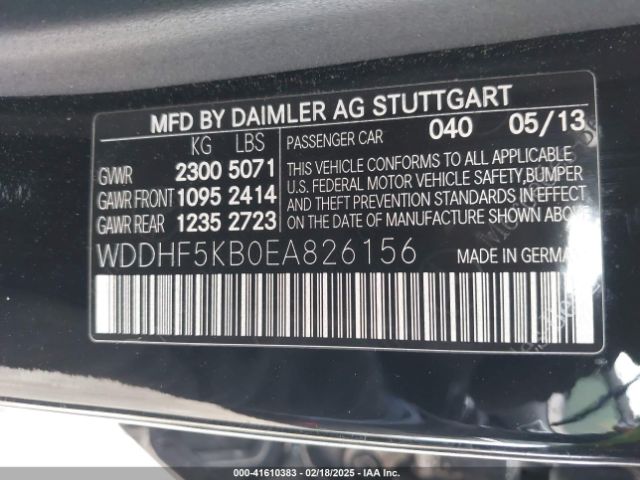 MFD BY DAIMLER AG STUTTGART
KG LBS
GVWR 2300 5071
GAWR FRONT 1095 2414
GAWR REAR 1235 2723
PASSENGER CAR 040 05/13
THIS VEHICLE CONFORMS TO ALL APPLICABLE
U.S. FEDERAL MOTOR VEHICLE SAFETY,BUMPER
AND THEFT PREVENTION STANDARDS IN EFFECT
ON THE DATE OF MANUFACTURE SHOWN ABOVE
WDDHF5KB0EA826156 MADE IN GERMA
000-41610383 - 02/18/2025 - IAA Inc.